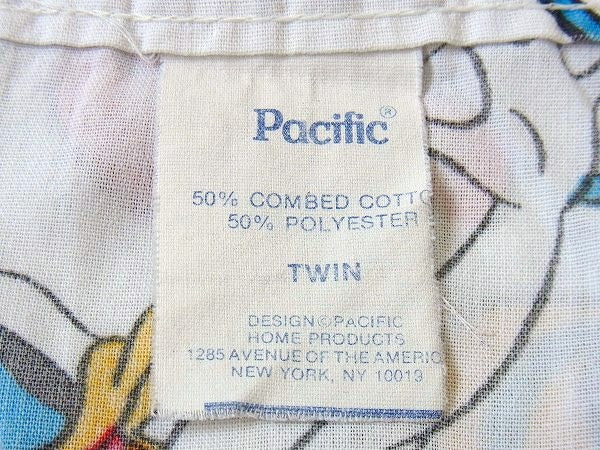 Pacific®
50% COMBED COTTO
50% POLYESTER
TWIN
DESIGN©PACIFIC
HOME PRODUCTS
1285 AVENUE OF THE AMERIC
NEW YORK, NY 10019